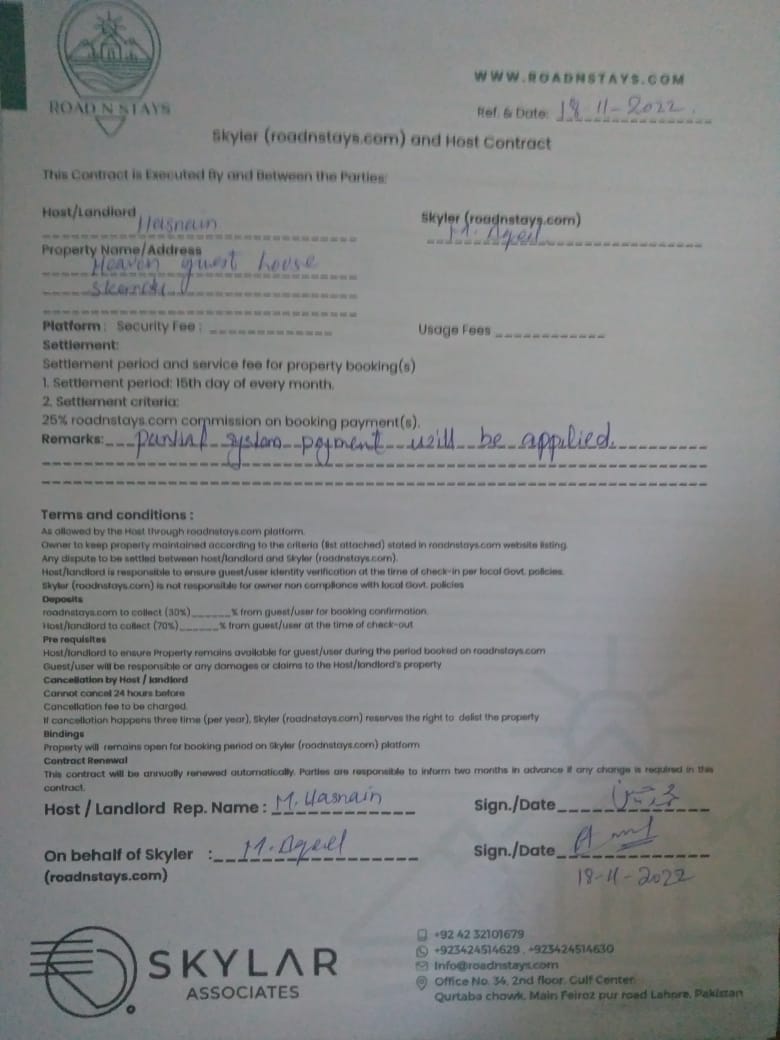 ROAD N STAYS
WWW.ROADNSTAYS.COM
Ref. & Date: 18-11-2022.
Skyler (roadnstays.com) and Host Contract
This Contract is Executed By and Between the Parties:
Host/Landlord
Hasnain
Skyler (roadnstays.com)
M. Aqeil
Property Name/Address
Heaven guest house
Skardu
Platform: Security Fee:
Usage Fees
Settlement:
Settlement period and service fee for property booking(s)
1. Settlement period: 15th day of every month.
2. Settlement criteria:
25% roadnstays.com commission on booking payment(s).
Remarks: partial system payment will be applied.
Terms and conditions :
As allowed by the Host through roadnstays.com platform.
Owner to keep property maintained according to the criteria (list attached) stated in roadnstays.com website listing.
Any dispute to be settled between host/landlord and Skyler (roadnstays.com).
Host/landlord is responsible to ensure guest/user identity verification at the time of check-in per local Govt. policies.
Skyler (roadnstays.com) is not responsible for owner non compliance with local Govt. policies
Deposits
roadnstays.com to collect (30%)______% from guest/user for booking confirmation.
Host/landlord to collect (70%)______% from guest/user at the time of check-out
Pre requisites
Host/landlord to ensure Property remains available for guest/user during the period booked on roadnstays.com
Guest/user will be responsible or any damages or claims to the Host/landlord's property
Cancellation by Host / landlord
Cannot cancel 24 hours before
Cancellation fee to be charged.
If cancellation happens three time (per year), Skyler (roadnstays.com) reserves the right to delist the property
Bindings
Property will remains open for booking period on Skyler (roadnstays.com) platform
Contract Renewal
This contract will be annually renewed automatically. Parties are responsible to inform two months in advance if any change is required in this
contract.
Host / Landlord Rep. Name : M. Hasnain
Sign./Date
On behalf of Skyler : M. Aqeel
(roadnstays.com)
Sign./Date
18-11-2022
SKYLAR
ASSOCIATES
+92 42 32101679
+923424514629 , +923424514630
Info@roadnstays.com
Office No. 34, 2nd floor, Gulf Center,
Qurtaba chowk, Main Feiroz pur road Lahore, Pakistan